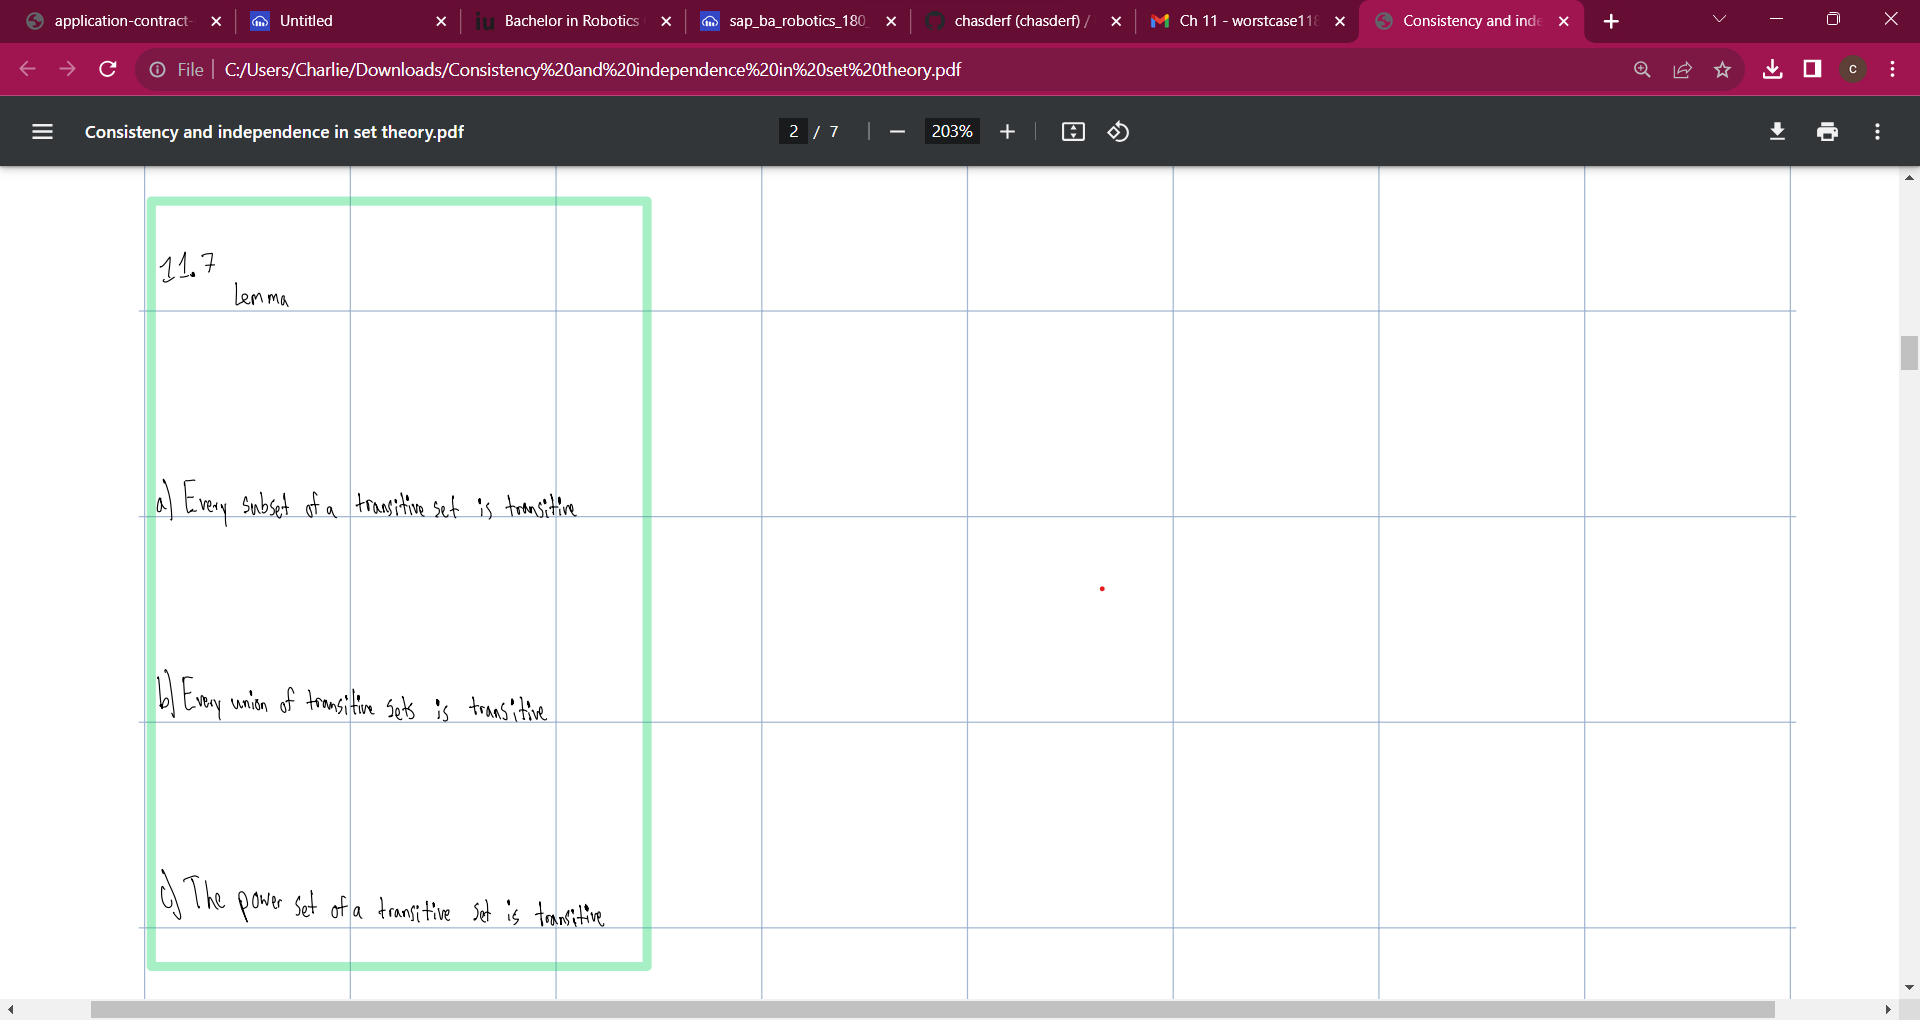 application-contract-
Untitled
iu Bachelor in Robotics
sap_ba_robotics_180_
chasderf (chasderf) /
Ch 11 - worstcase118
Consistency and inde
File
C:/Users/Charlie/Downloads/Consistency%20and%20independence%20in%20set%20theory.pdf
c
Consistency and independence in set theory.pdf
2 / 7
203%
11.7
Lemma
a) Every subset of a transitive set is transitive
b) Every union of transitive sets is transitive
c) The power set of a transitive set is transitive